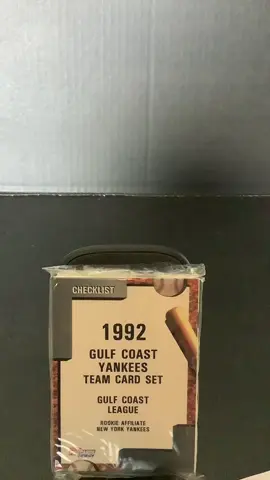 CHECKLIST
1992
GULF COAST
YANKEES
TEAM CARD SET
GULF COAST
LEAGUE
ROOKIE AFFILIATE
NEW YORK YANKEES